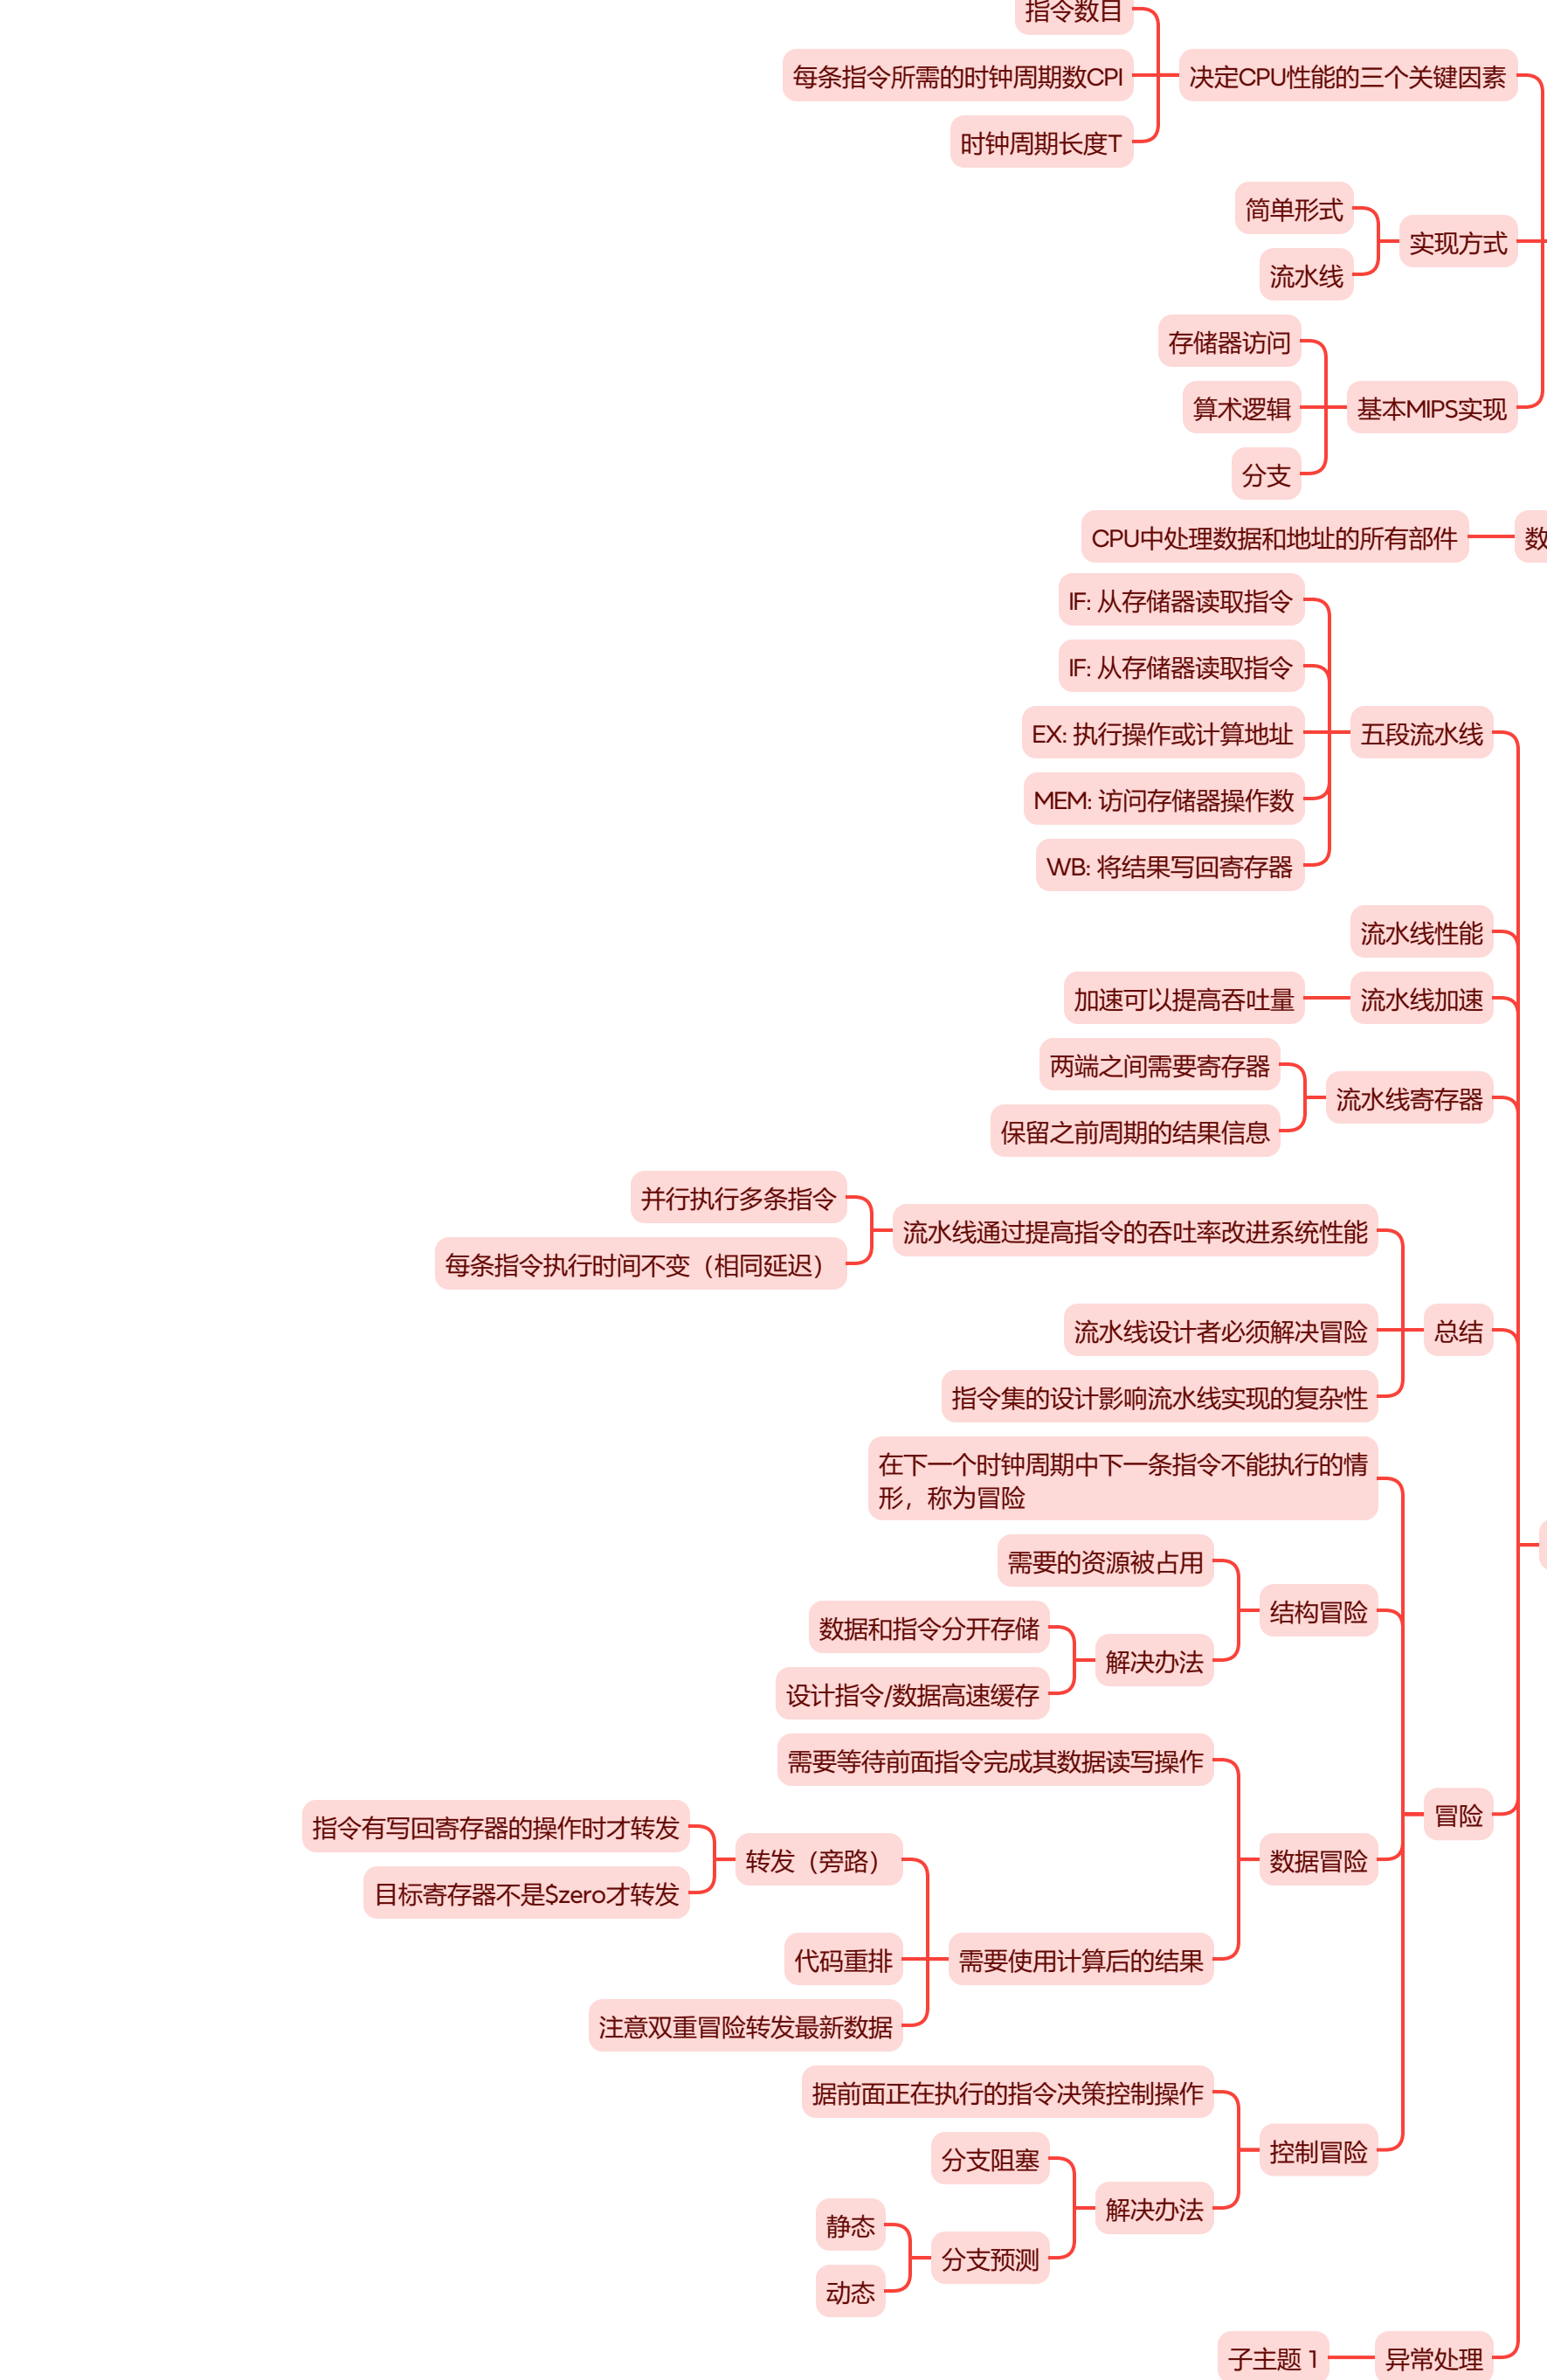 指令数目
每条指令所需的时钟周期数CPI
决定CPU性能的三个关键因素
时钟周期长度T
简单形式
实现方式
流水线
存储器访问
算术逻辑
基本MIPS实现
分支
CPU中处理数据和地址的所有部件
数
IF: 从存储器读取指令
IF: 从存储器读取指令
EX: 执行操作或计算地址
五段流水线
MEM: 访问存储器操作数
WB: 将结果写回寄存器
流水线性能
加速可以提高吞吐量
流水线加速
两端之间需要寄存器
流水线寄存器
保留之前周期的结果信息
并行执行多条指令
流水线通过提高指令的吞吐率改进系统性能
每条指令执行时间不变（相同延迟）
流水线设计者必须解决冒险
总结
指令集的设计影响流水线实现的复杂性
在下一个时钟周期中下一条指令不能执行的情
形，称为冒险
需要的资源被占用
结构冒险
数据和指令分开存储
解决办法
设计指令/数据高速缓存
需要等待前面指令完成其数据读写操作
冒险
指令有写回寄存器的操作时才转发
转发（旁路）
数据冒险
目标寄存器不是$zero才转发
代码重排
需要使用计算后的结果
注意双重冒险转发最新数据
据前面正在执行的指令决策控制操作
控制冒险
分支阻塞
解决办法
静态
分支预测
动态
子主题 1
异常处理